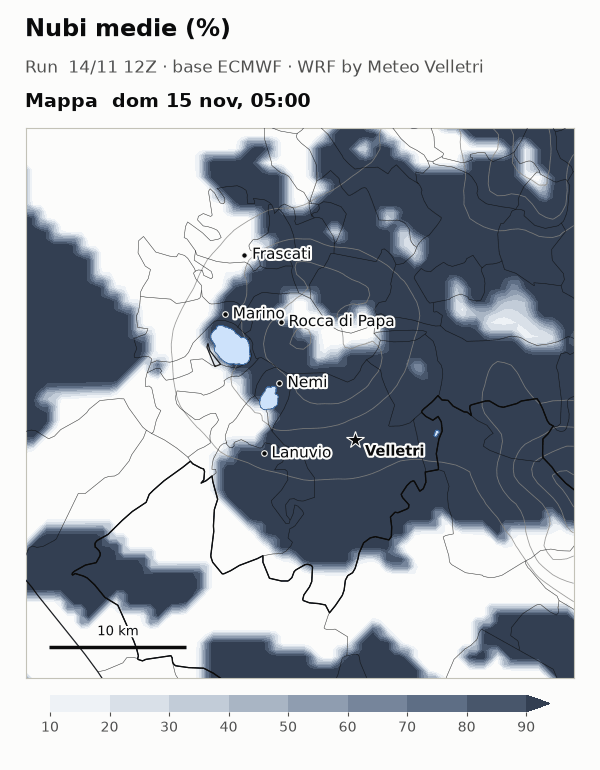 Nubi medie (%)
Run  14/11 12Z · base ECMWF · WRF by Meteo Velletri
Mappa  dom 15 nov, 05:00
Frascati
Marino
Rocca di Papa
Nemi
Velletri
Lanuvio
10 km
10 20 30 40 50 60 70 80 90